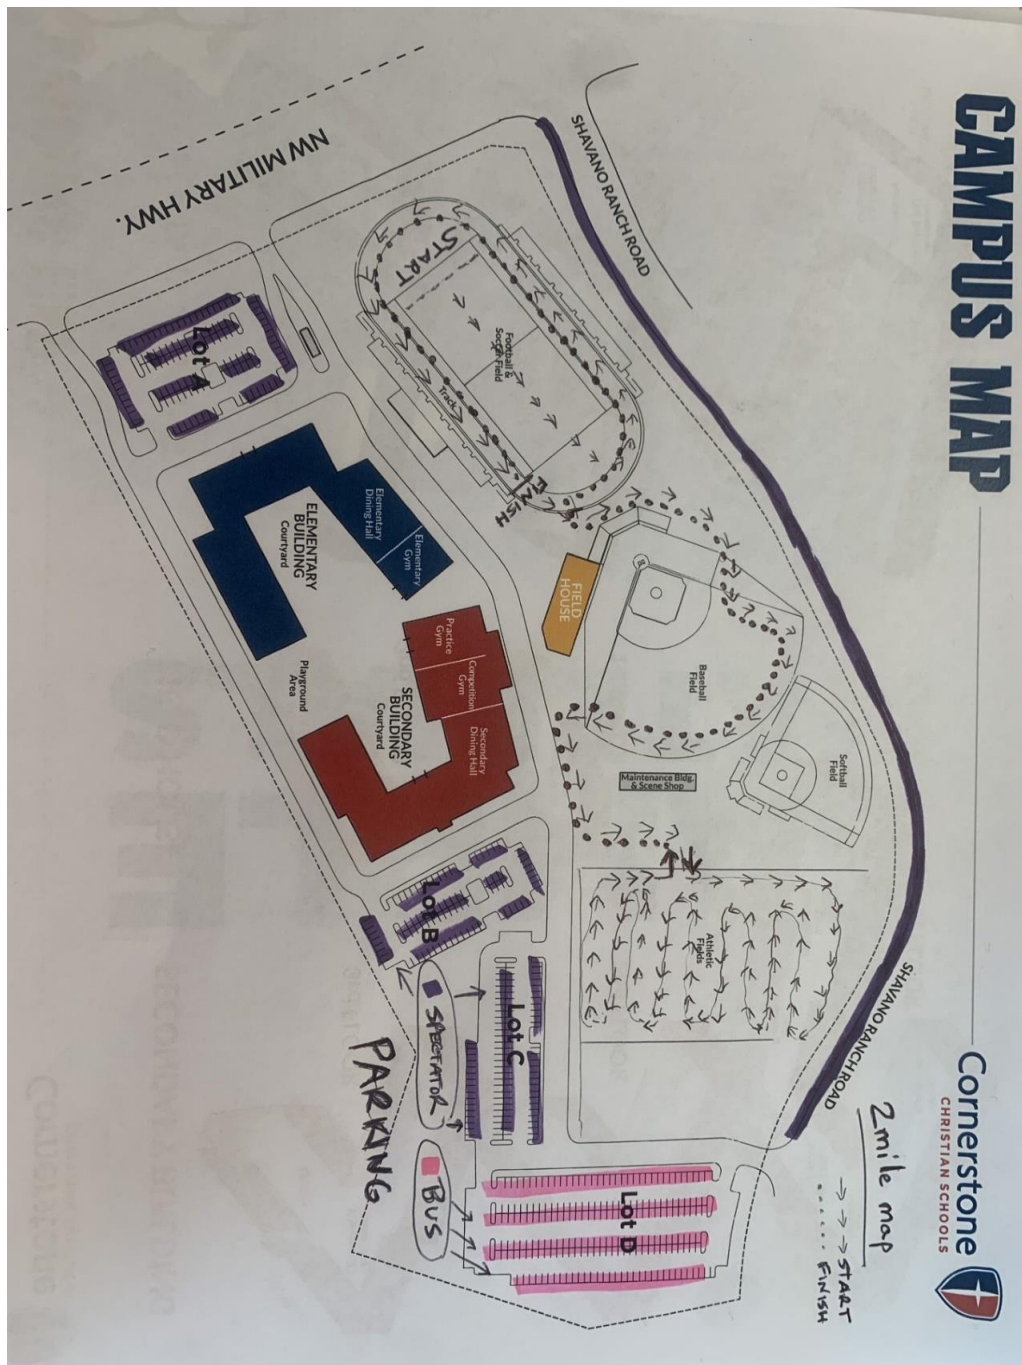 CAMPUS MAP
Cornerstone
CHRISTIAN SCHOOLS
2 mile map
→ → → START
...... FINISH
SHAVANO RANCH ROAD
SHAVANO RANCH ROAD
NW MILITARY HWY.
START
Football &
Soccer Field
Track
FINISH
FIELD
HOUSE
Baseball
Field
Softball
Field
Maintenance Bldg.
& Scene Shop
Athletic
Fields
Lot A
Elementary
Dining Hall
Elementary
Gym
ELEMENTARY
BUILDING
Courtyard
Playground
Area
Practice
Gym
Competition
Gym
Secondary
Dining Hall
SECONDARY
BUILDING
Courtyard
Lot B
Lot C
Lot D
SPECTATOR
BUS
PARKING